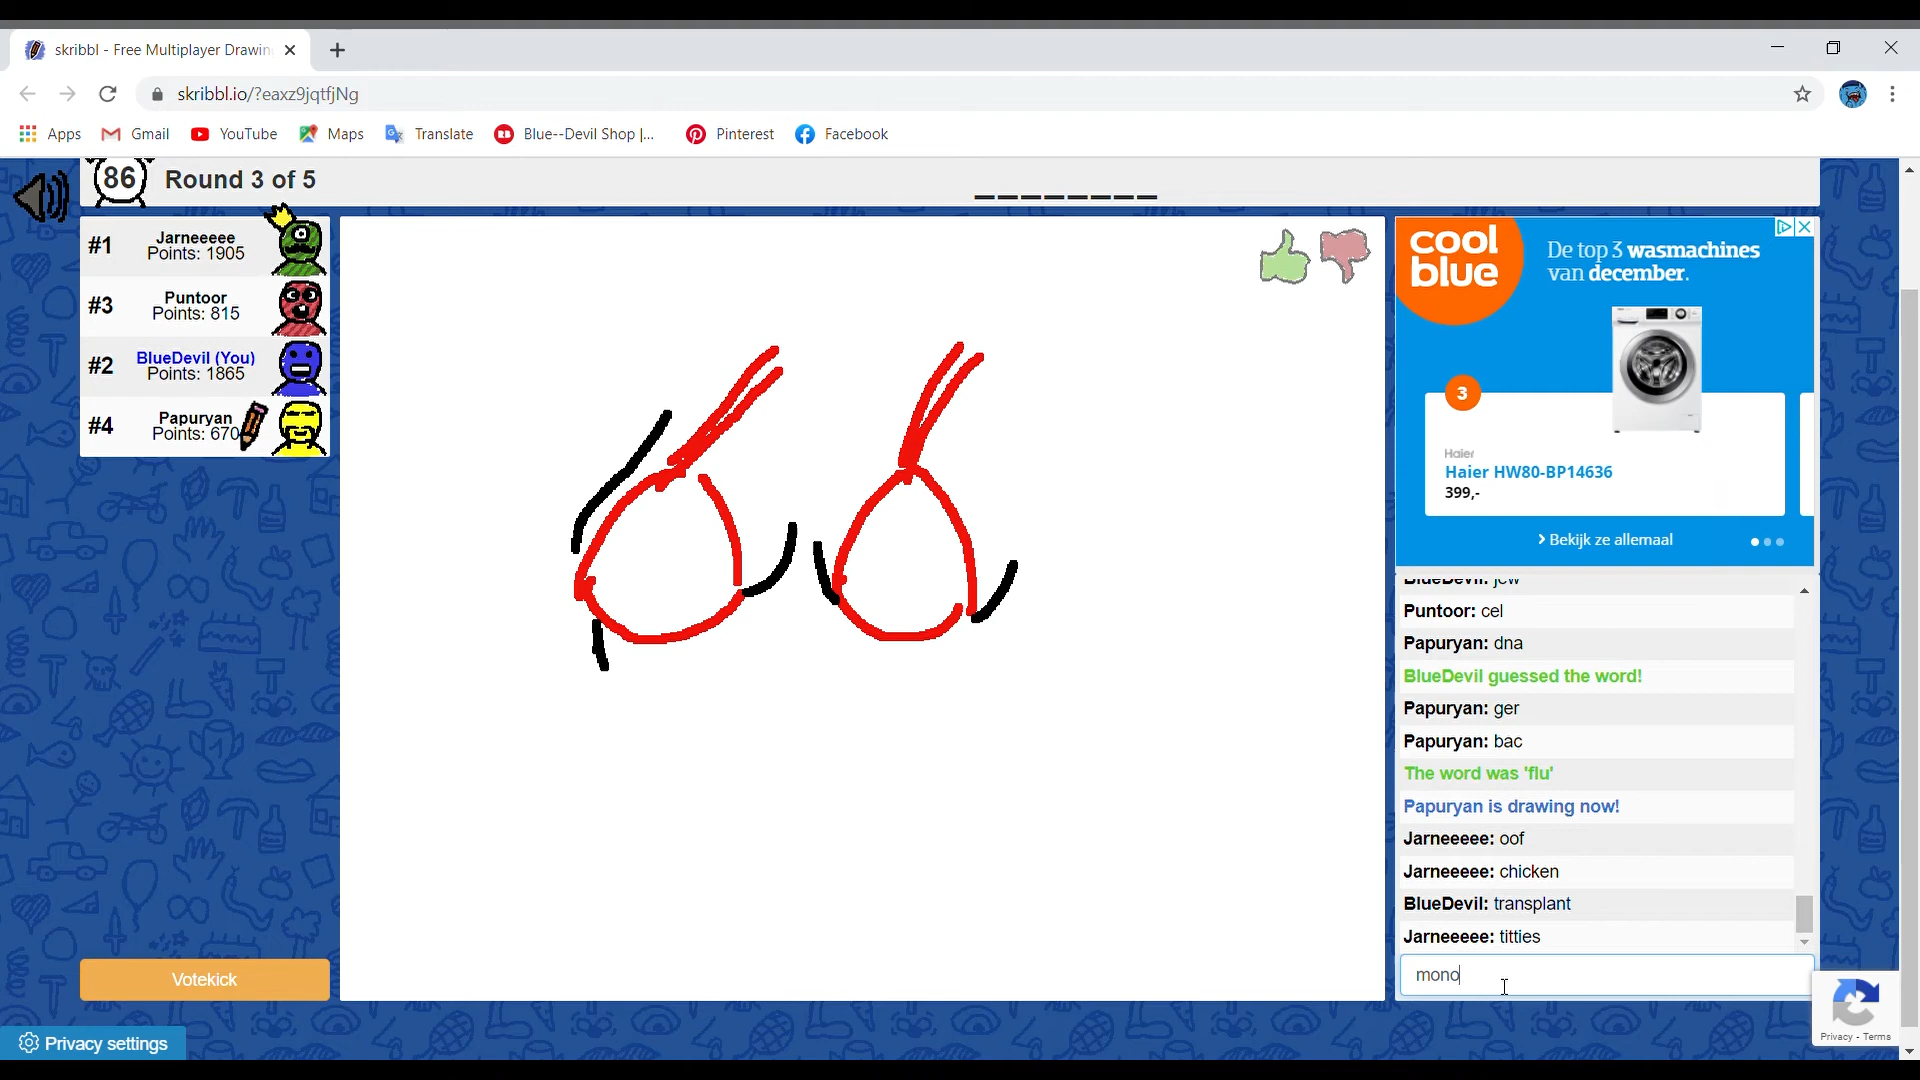 skribbl - Free Multiplayer Drawin
skribbl.io/?eaxz9jqtfjNg
Apps Gmail YouTube Maps Translate Blue--Devil Shop |... Pinterest Facebook
86 Round 3 of 5
________
#1 Jarneeeee
Points: 1905
#3 Puntoor
Points: 815
#2 BlueDevil (You)
Points: 1865
#4 Papuryan
Points: 670
Votekick
Privacy settings
cool
blue
De top 3 wasmachines
van december.
3
Haier
Haier HW80-BP14636
399,-
> Bekijk ze allemaal
BlueDevil: jew
Puntoor: cel
Papuryan: dna
BlueDevil guessed the word!
Papuryan: ger
Papuryan: bac
The word was 'flu'
Papuryan is drawing now!
Jarneeeee: oof
Jarneeeee: chicken
BlueDevil: transplant
Jarneeeee: titties
mono
Privacy - Terms